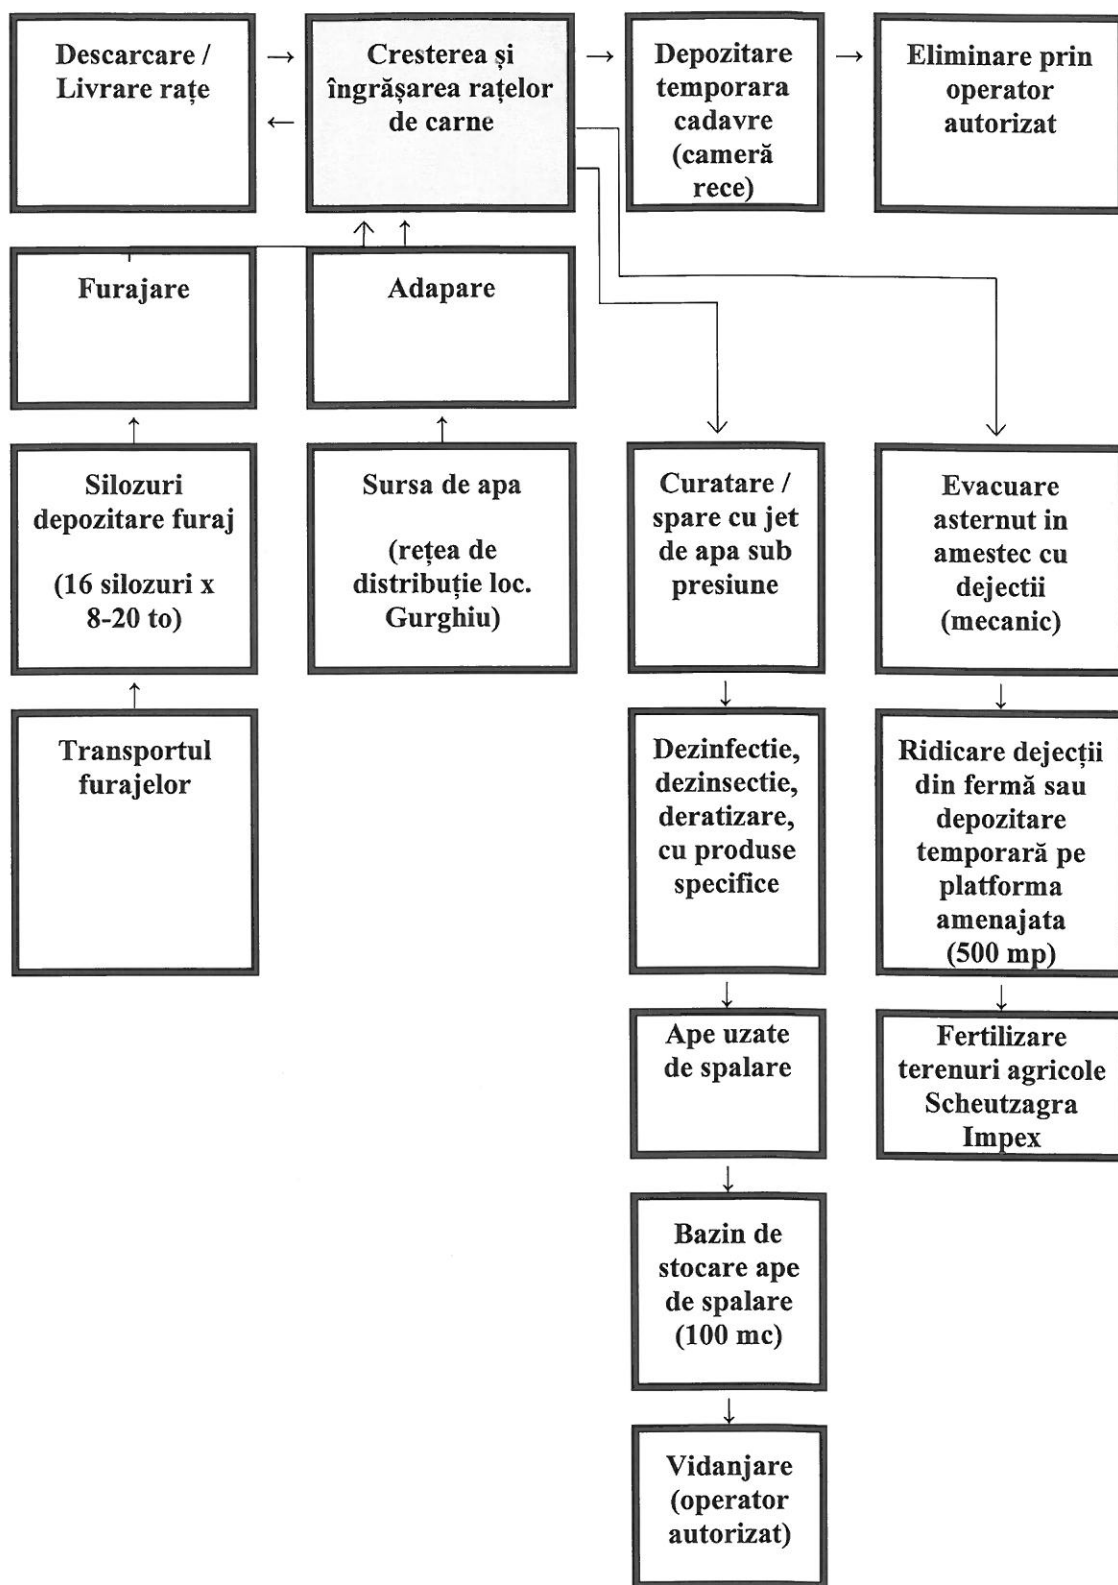 Descarcare /
Livrare rațe
→
←
Cresterea și
îngrășarea rațelor
de carne
→
Depozitare
temporara
cadavre
(cameră
rece)
→
Eliminare prin
operator
autorizat
Furajare
Adapare
Silozuri
depozitare furaj
(16 silozuri x
8-20 to)
Sursa de apa
(rețea de
distribuție loc.
Gurghiu)
Curatare /
spare cu jet
de apa sub
presiune
Evacuare
asternut in
amestec cu
dejectii
(mecanic)
Transportul
furajelor
Dezinfectie,
dezinsectie,
deratizare,
cu produse
specifice
Ridicare dejecții
din fermă sau
depozitare
temporară pe
platforma
amenajata
(500 mp)
Ape uzate
de spalare
Fertilizare
terenuri agricole
Scheutzagra
Impex
Bazin de
stocare ape
de spalare
(100 mc)
Vidanjare
(operator
autorizat)